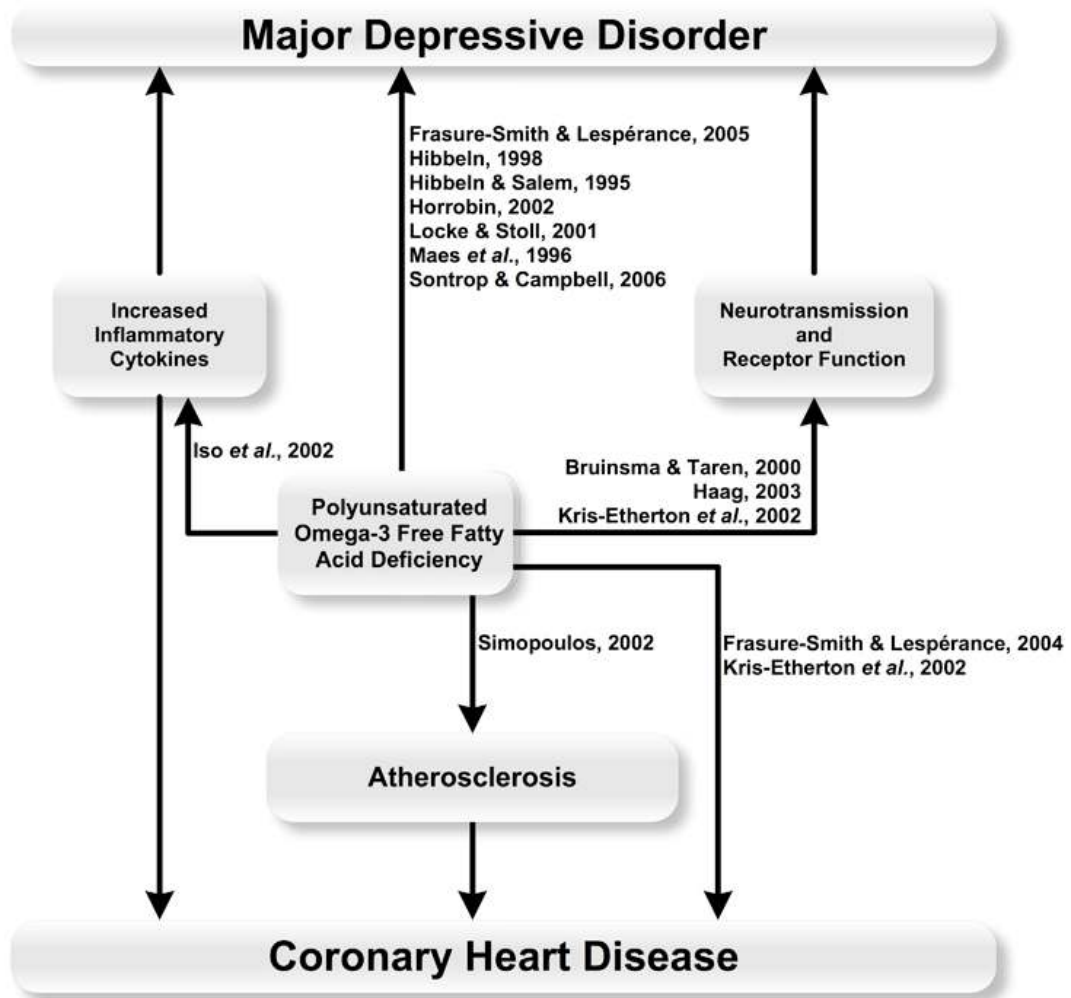 Major Depressive Disorder
Frasure-Smith & Lespérance, 2005
Hibbeln, 1998
Hibbeln & Salem, 1995
Horrobin, 2002
Locke & Stoll, 2001
Maes et al., 1996
Sontrop & Campbell, 2006
Increased
Inflammatory
Cytokines
Neurotransmission
and
Receptor Function
Iso et al., 2002
Bruinsma & Taren, 2000
Haag, 2003
Kris-Etherton et al., 2002
Polyunsaturated
Omega-3 Free Fatty
Acid Deficiency
Simopoulos, 2002
Frasure-Smith & Lespérance, 2004
Kris-Etherton et al., 2002
Atherosclerosis
Coronary Heart Disease